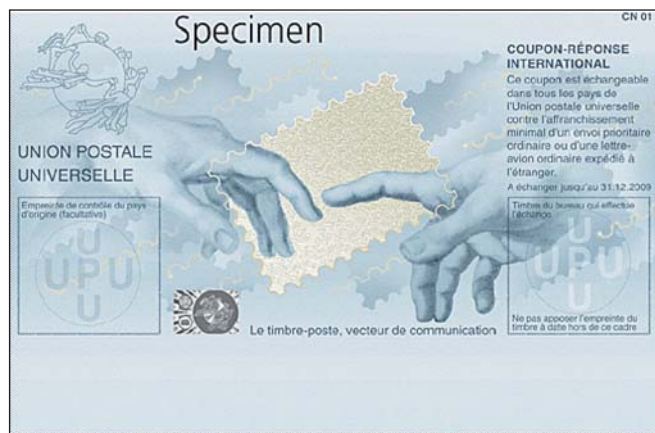 CN 01
Specimen
COUPON-RÉPONSE
INTERNATIONAL
Ce coupon est échangeable
dans tous les pays de
l'Union postale universelle
contre l'affranchissement
minimal d'un envoi prioritaire
ordinaire ou d'une lettre-
avion ordinaire expédié à
l'étranger.
A échanger jusqu'au 31.12.2009
UNION POSTALE
UNIVERSELLE
Empreinte de contrôle du pays
d'origine (facultative)
U
UPU
U
Timbre du bureau qui effectue
l'échange
U
UPU
U
Ne pas apposer l'empreinte du
timbre à date hors de ce cadre
Le timbre-poste, vecteur de communication